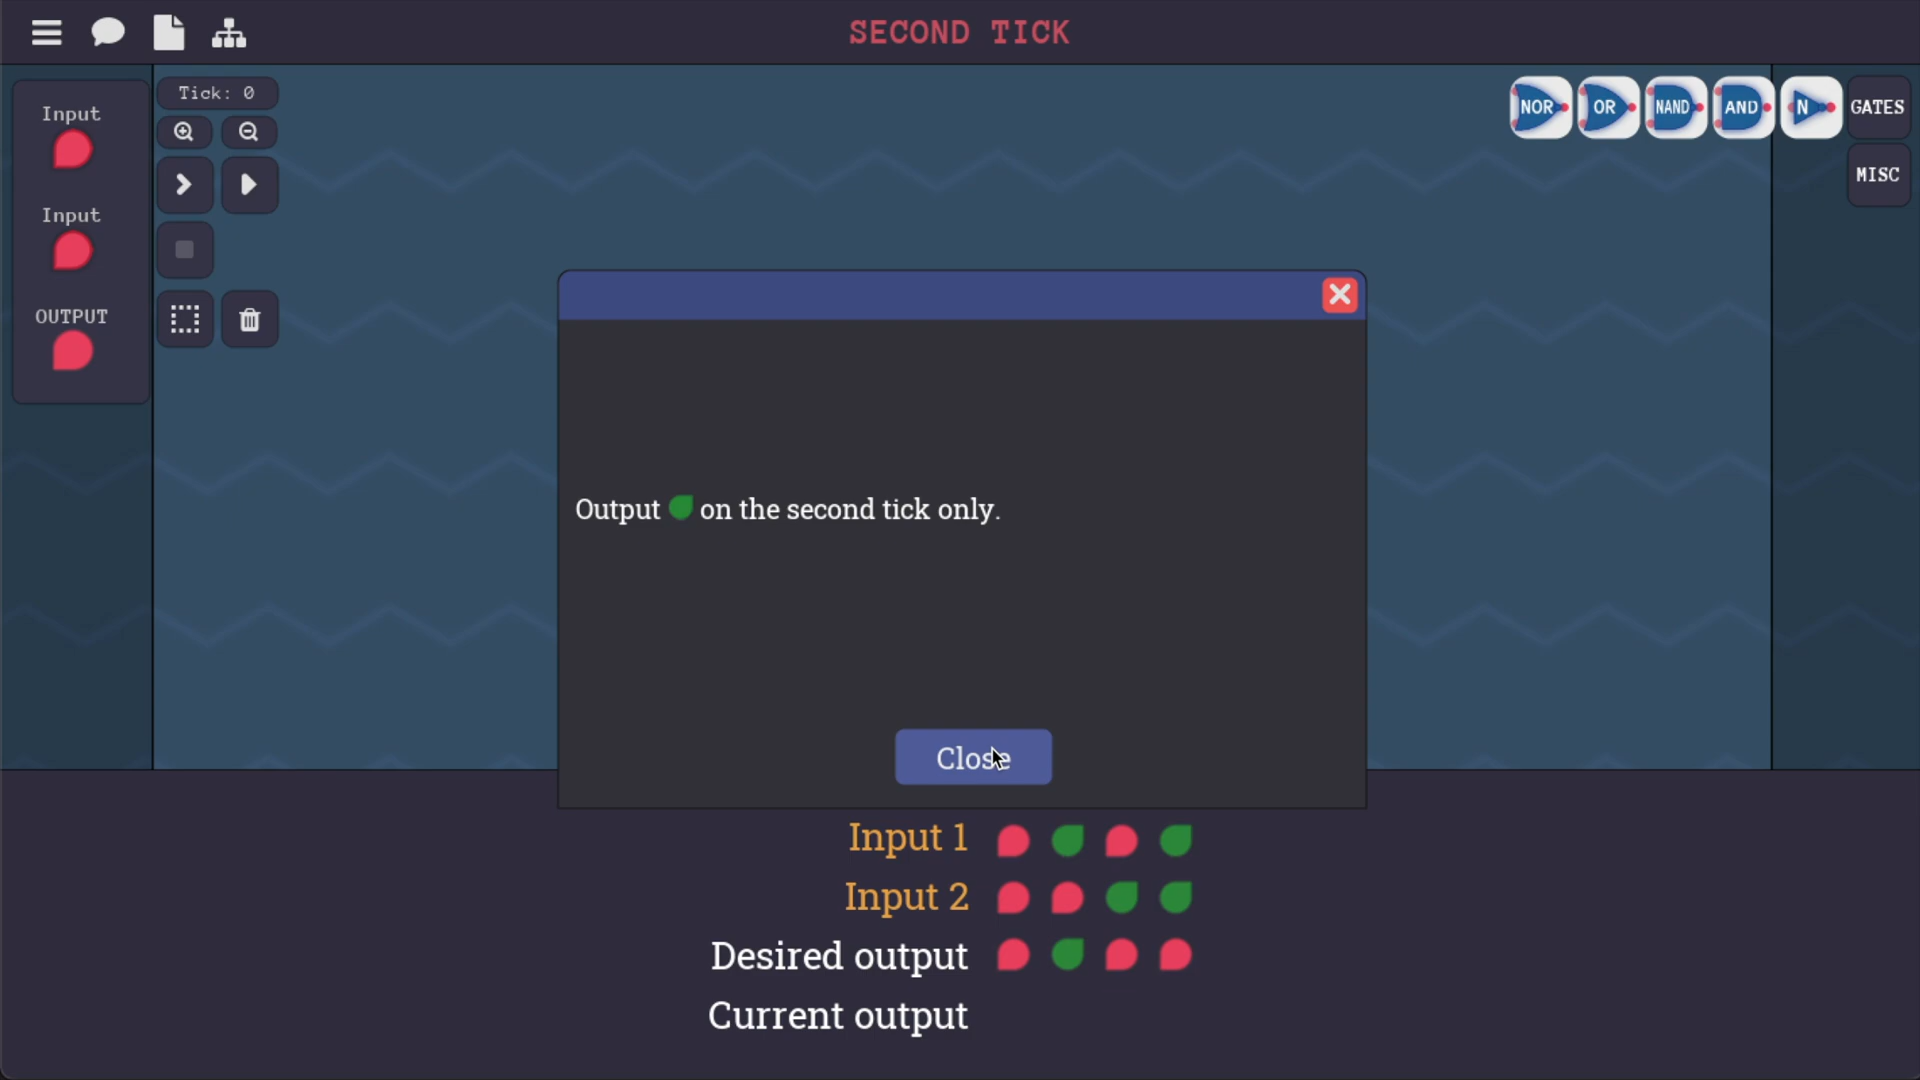 SECOND TICK
Input
Input
OUTPUT
Tick: 0
NOR OR NAND AND N GATES
MISC
Output on the second tick only.
Close
Input 1
Input 2
Desired output
Current output